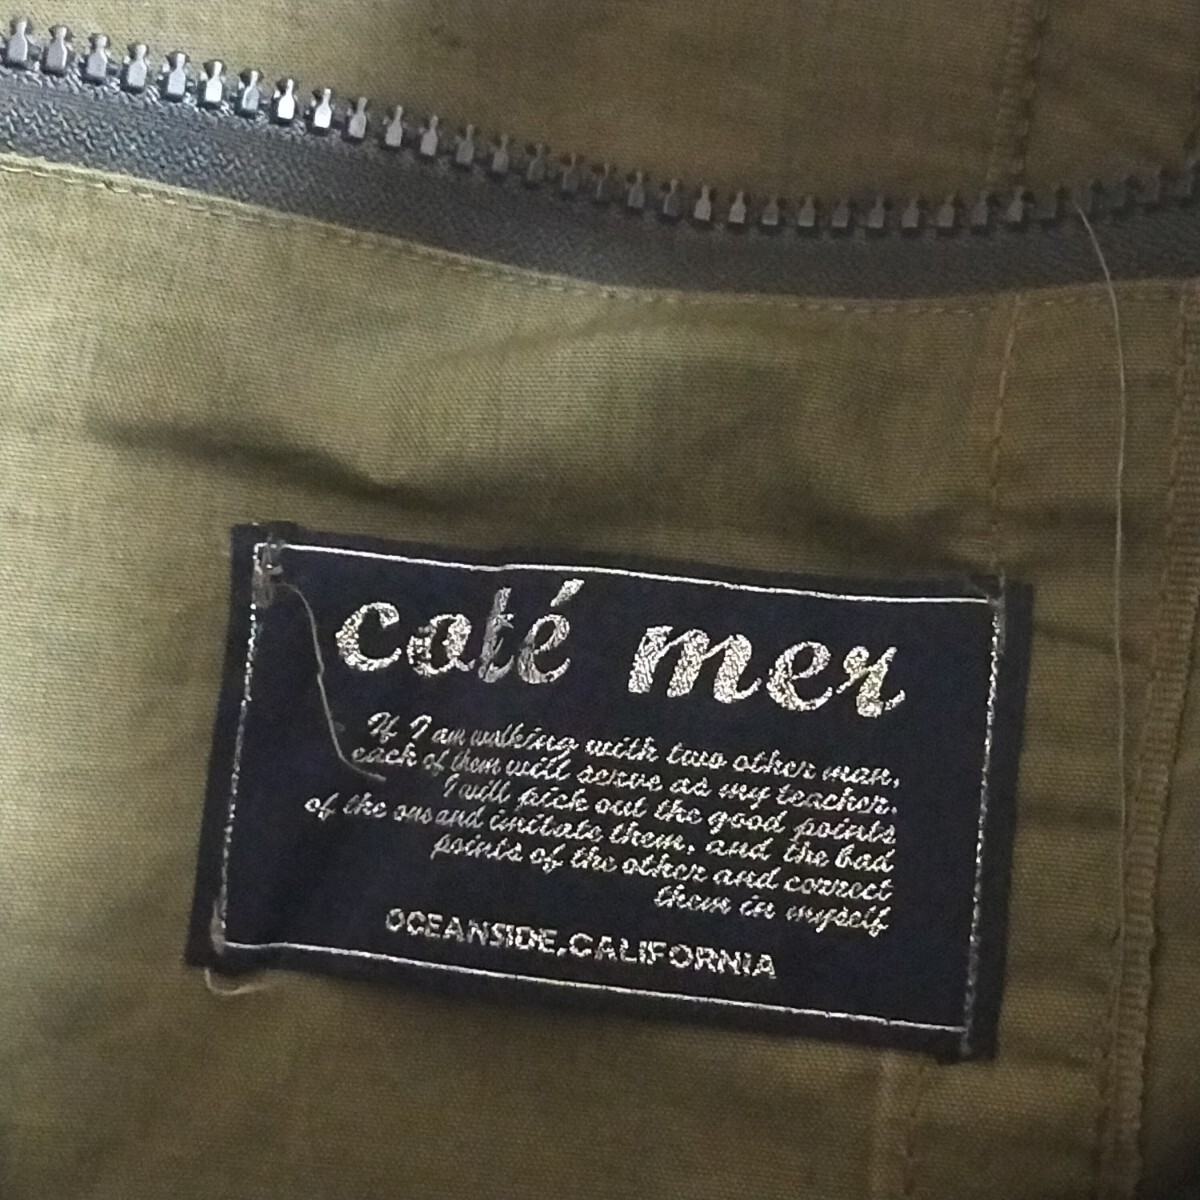 coté mer
If I am walking with two other man,
each of them will serve as my teacher.
I will pick out the good points
of the one and imitate them, and the bad
points of the other and correct
them in myself
OCEANSIDE, CALIFORNIA